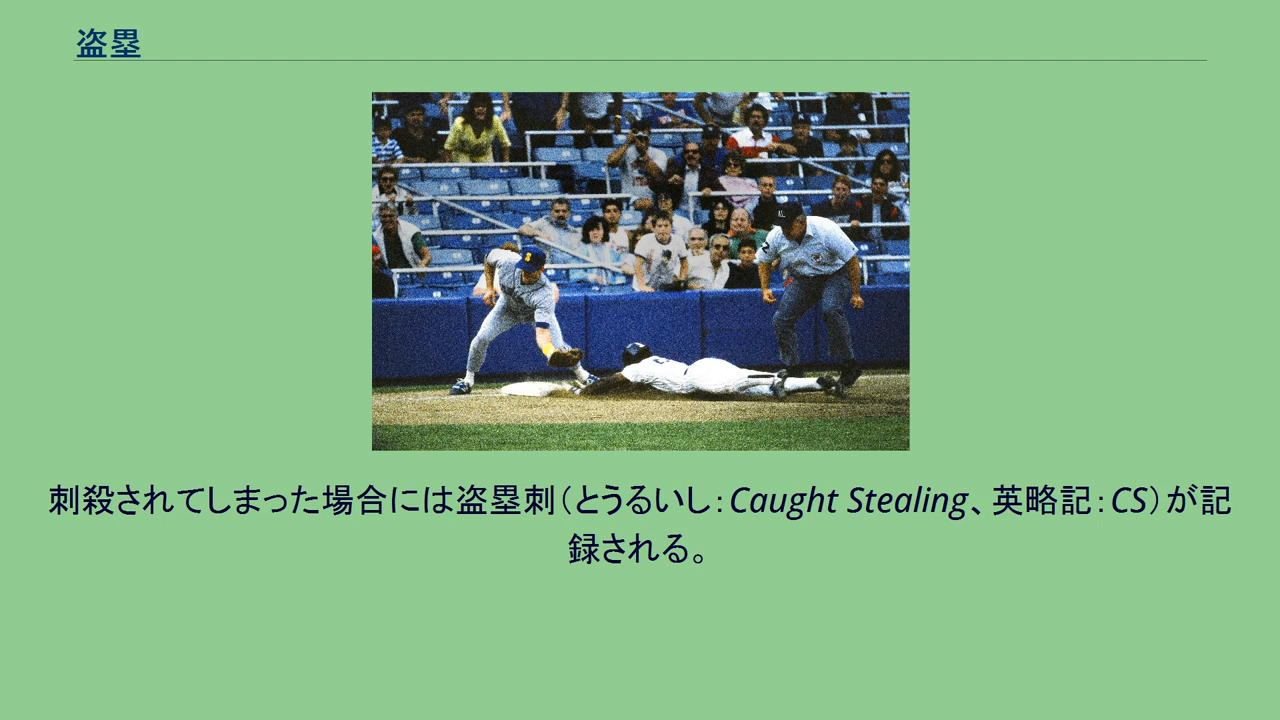 盗塁
刺殺されてしまった場合には盗塁刺（とうるいし：Caught Stealing、英略記：CS）が記
録される。